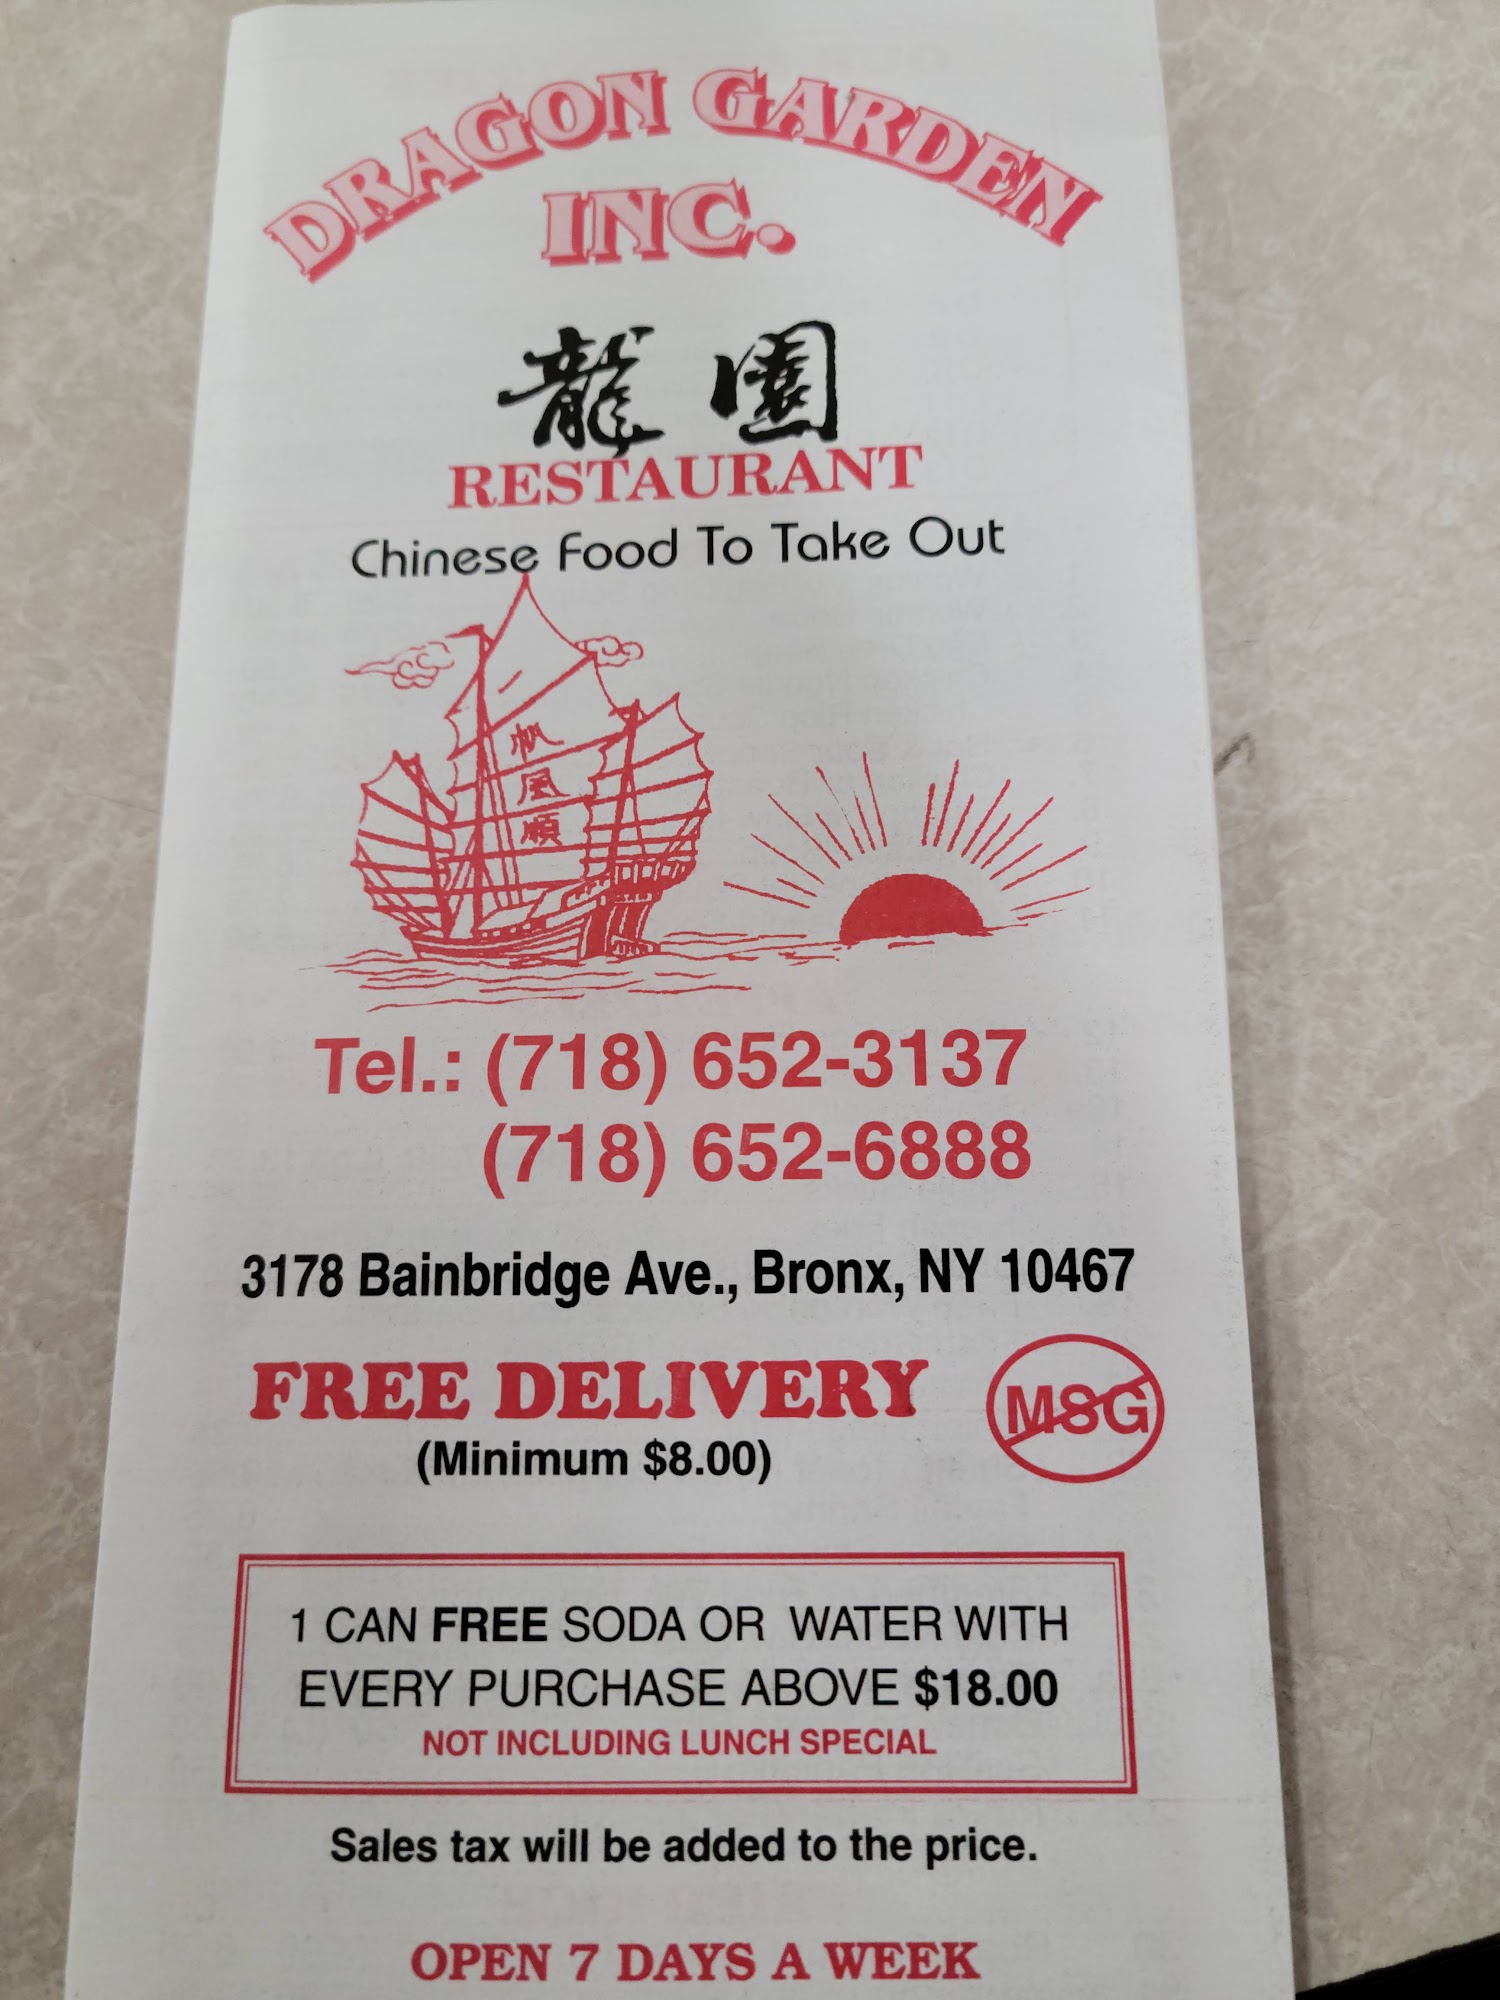 DRAGON GARDEN
INC.
龍園
RESTAURANT
Chinese Food To Take Out
帆
風
順
Tel.: (718) 652-3137
(718) 652-6888
3178 Bainbridge Ave., Bronx, NY 10467
FREE DELIVERY
(Minimum $8.00)
MSG
1 CAN FREE SODA OR WATER WITH
EVERY PURCHASE ABOVE $18.00
NOT INCLUDING LUNCH SPECIAL
Sales tax will be added to the price.
OPEN 7 DAYS A WEEK